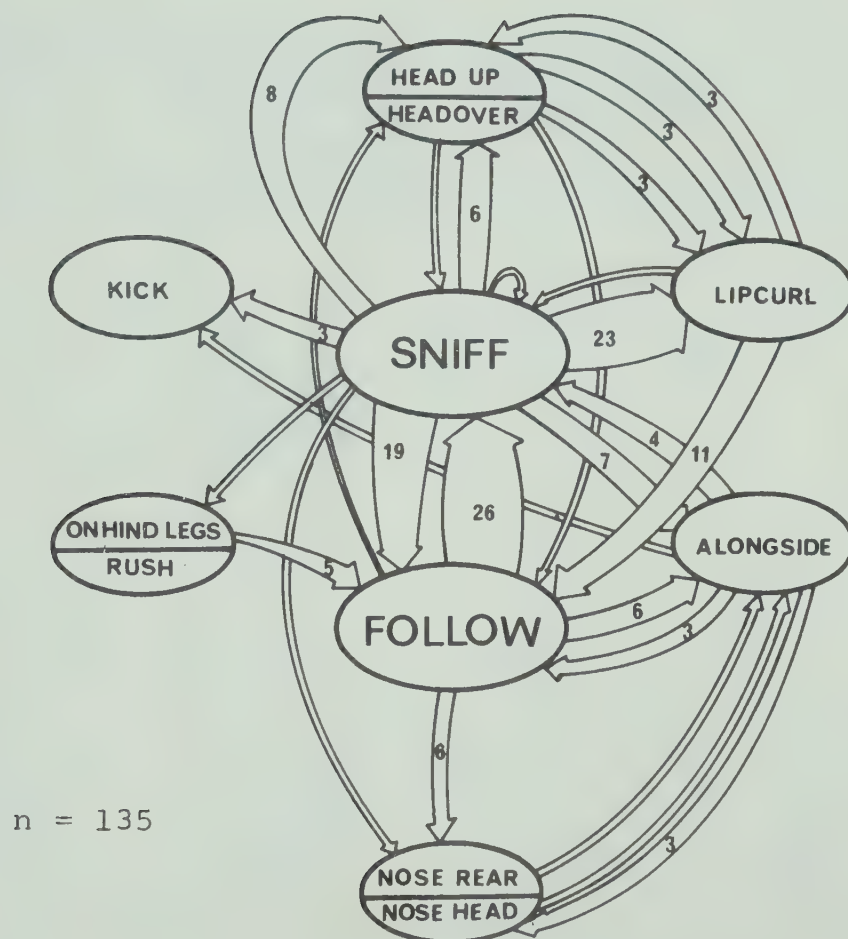 HEAD UP
8
3
HEADOVER
3
3
6
KICK
LIPCURL
3
23
SNIFF
4
19
7
11
26
ONHIND LEGS
ALONGSIDE
RUSH
5
6
FOLLOW
3
6
n = 135
3
NOSE REAR
NOSE HEAD